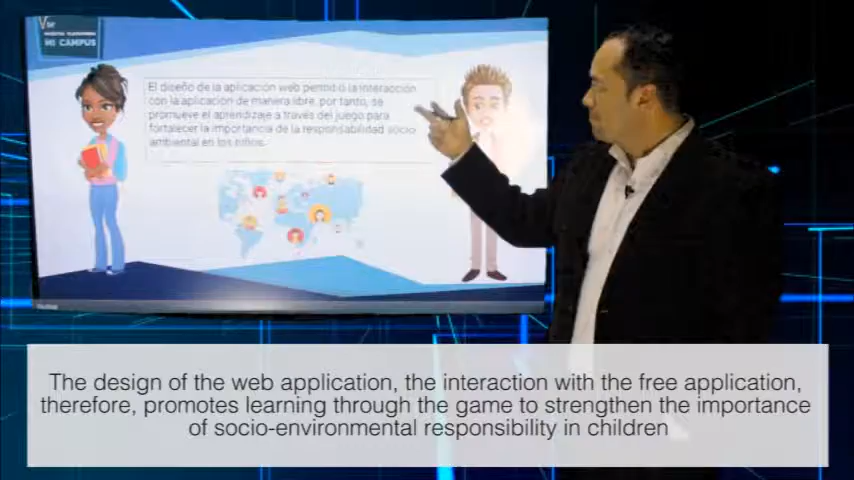 MI CAMPUS
El diseño de la aplicación web permitió la interacción
con la aplicación de manera libre, por tanto, se
promueve el aprendizaje a través del juego para
fortalecer la importancia de la responsabilidad socio
ambiental en los niños.
The design of the web application, the interaction with the free application,
therefore, promotes learning through the game to strengthen the importance
of socio-environmental responsibility in children